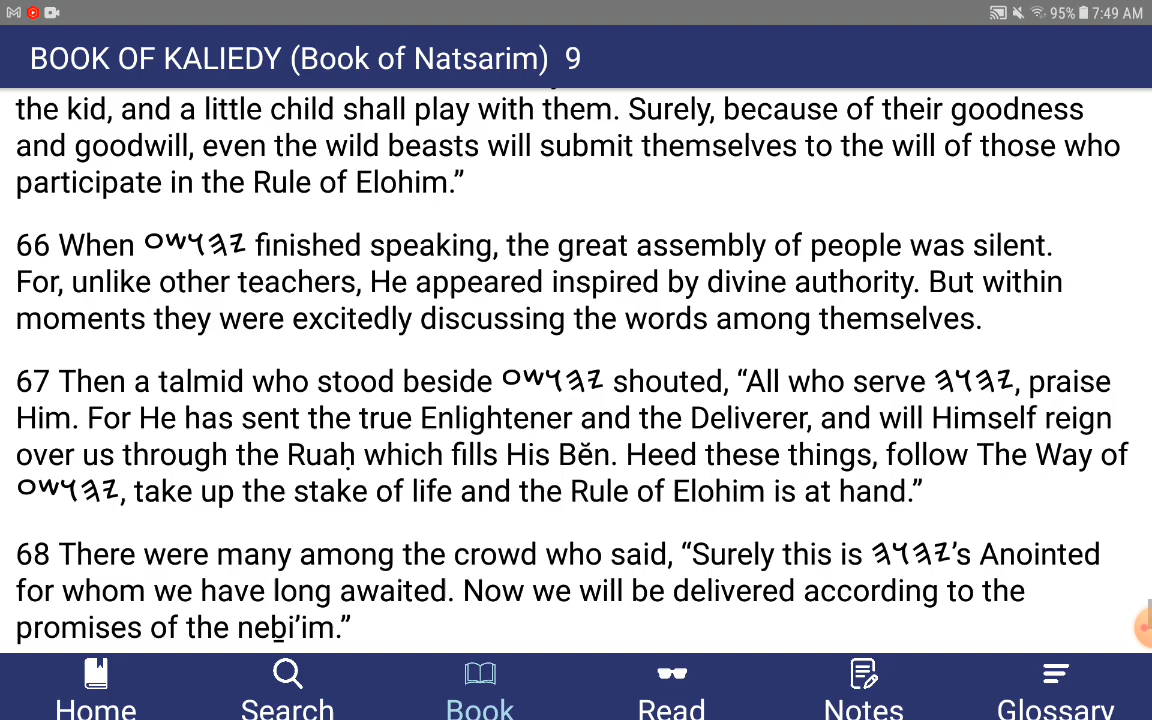 95% 7:49 AM
BOOK OF KALIEDY (Book of Natsarim) 9
the kid, and a little child shall play with them. Surely, because of their goodness
and goodwill, even the wild beasts will submit themselves to the will of those who
participate in the Rule of Elohim.”
66 When 𐤉𐤄𐤅𐤔𐤏 finished speaking, the great assembly of people was silent.
For, unlike other teachers, He appeared inspired by divine authority. But within
moments they were excitedly discussing the words among themselves.
67 Then a talmid who stood beside 𐤉𐤄𐤅𐤔𐤏 shouted, “All who serve 𐤉𐤄𐤅𐤄, praise
Him. For He has sent the true Enlightener and the Deliverer, and will Himself reign
over us through the Ruaḥ which fills His Bĕn. Heed these things, follow The Way of
𐤉𐤄𐤅𐤔𐤏, take up the stake of life and the Rule of Elohim is at hand.”
68 There were many among the crowd who said, “Surely this is 𐤉𐤄𐤅𐤄’s Anointed
for whom we have long awaited. Now we will be delivered according to the
promises of the neḇi’im.”
Home Search Book Read Notes Glossary